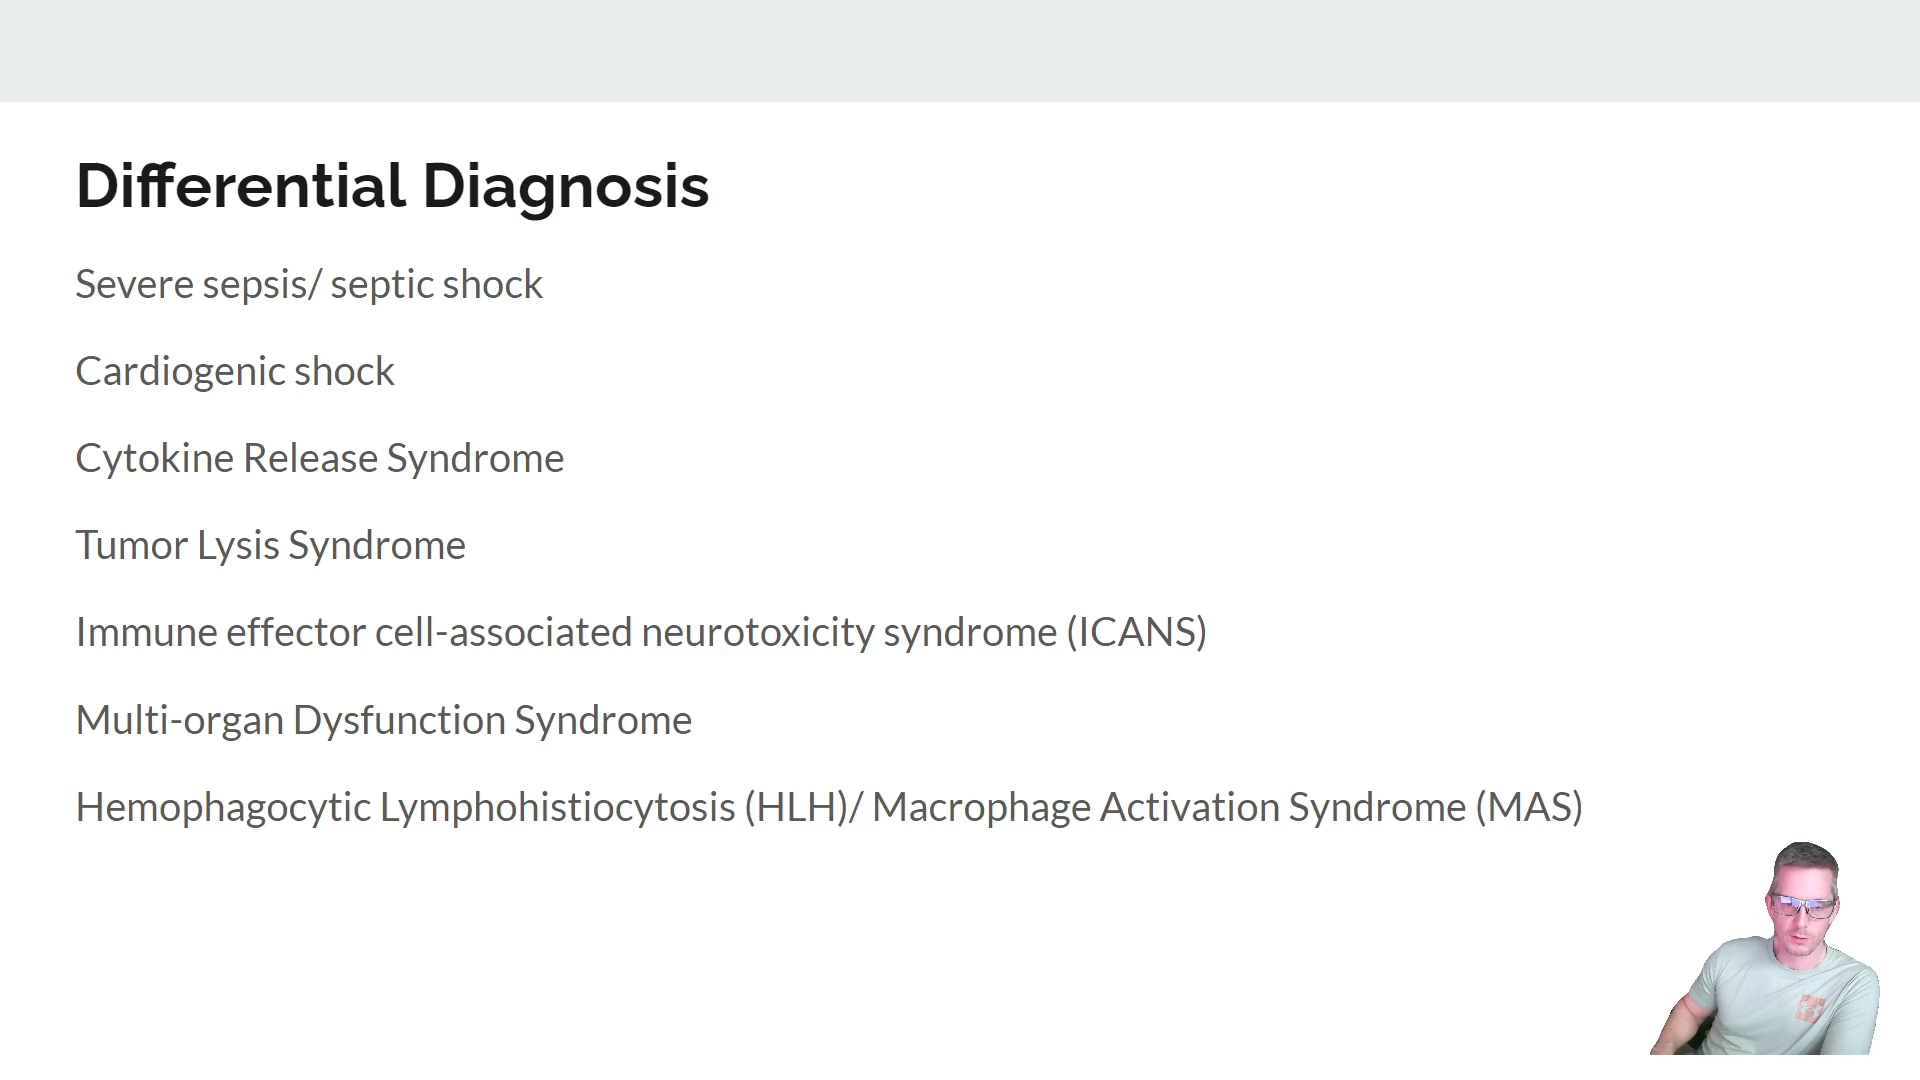 Differential Diagnosis
Severe sepsis/ septic shock
Cardiogenic shock
Cytokine Release Syndrome
Tumor Lysis Syndrome
Immune effector cell-associated neurotoxicity syndrome (ICANS)
Multi-organ Dysfunction Syndrome
Hemophagocytic Lymphohistiocytosis (HLH)/ Macrophage Activation Syndrome (MAS)